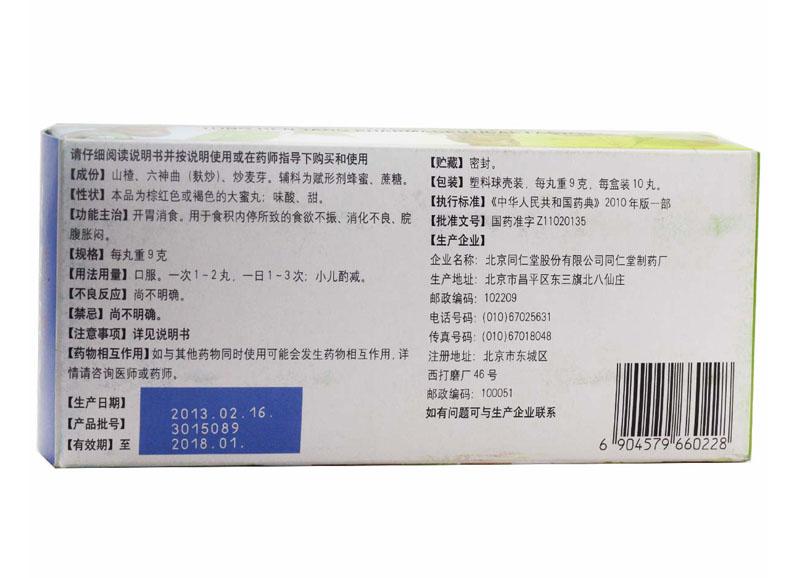 请仔细阅读说明书并按说明使用或在药师指导下购买和使用
【成份】山楂、六神曲（麸炒）、炒麦芽。辅料为赋形剂蜂蜜、蔗糖。
【性状】本品为棕红色或褐色的大蜜丸；味酸、甜。
【功能主治】开胃消食。用于食积内停所致的食欲不振、消化不良、脘
腹胀闷。
【规格】每丸重9克
【用法用量】口服。一次1~2丸，一日1~3次；小儿酌减。
【不良反应】尚不明确。
【禁忌】尚不明确。
【注意事项】详见说明书
【药物相互作用】如与其他药物同时使用可能会发生药物相互作用，详
情请咨询医师或药师。
【生产日期】 2013.02.16.
【产品批号】 3015089
【有效期】至 2018.01.
【贮藏】密封。
【包装】塑料球壳装，每丸重9克，每盒装10丸。
【执行标准】《中华人民共和国药典》2010年版一部
【批准文号】国药准字Z11020135
【生产企业】
企业名称：北京同仁堂股份有限公司同仁堂制药厂
生产地址：北京市昌平区东三旗北八仙庄
邮政编码：102209
电话号码：(010)67025631
传真号码：(010)67018048
注册地址：北京市东城区
西打磨厂46号
邮政编码：100051
如有问题可与生产企业联系
6 904579 660228